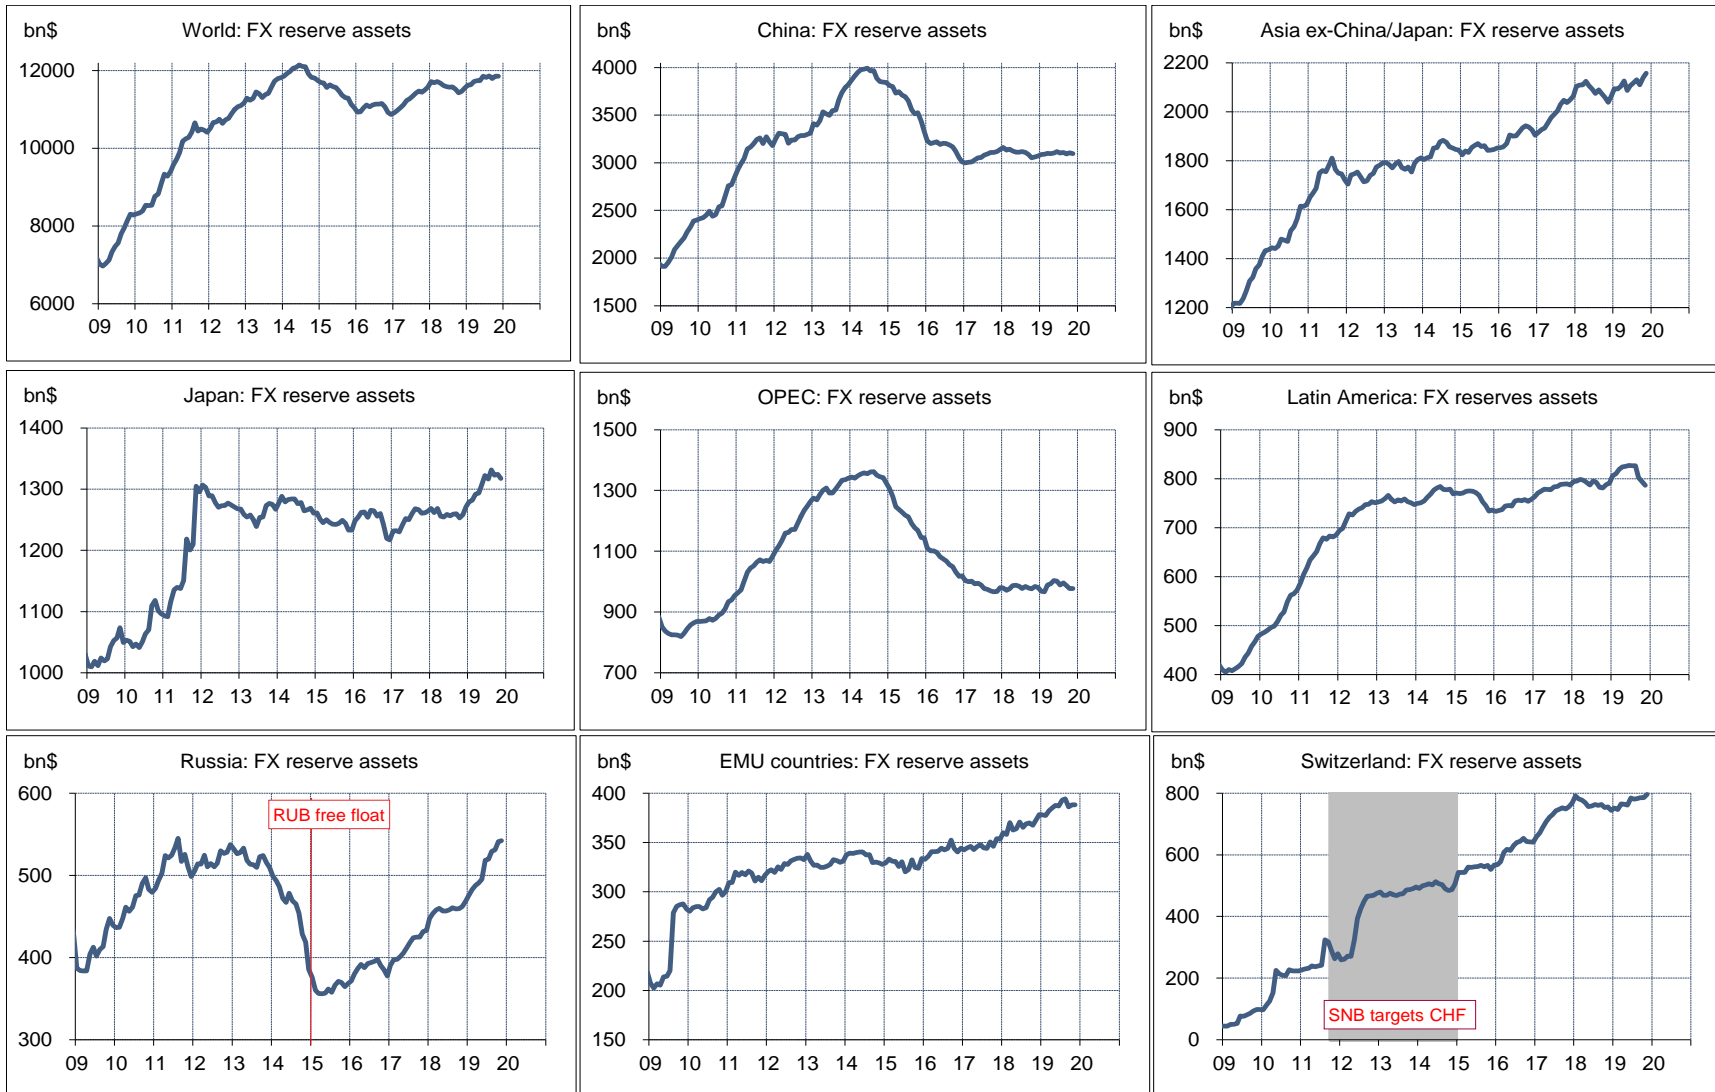 bn$ World: FX reserve assets
12000
10000
8000
6000
09 10 11 12 13 14 15 16 17 18 19 20
bn$ China: FX reserve assets
4000
3500
3000
2500
2000
1500
09 10 11 12 13 14 15 16 17 18 19 20
bn$ Asia ex-China/Japan: FX reserve assets
2200
2000
1800
1600
1400
1200
09 10 11 12 13 14 15 16 17 18 19 20
bn$ Japan: FX reserve assets
1400
1300
1200
1100
1000
09 10 11 12 13 14 15 16 17 18 19 20
bn$ OPEC: FX reserve assets
1500
1300
1100
900
700
09 10 11 12 13 14 15 16 17 18 19 20
bn$ Latin America: FX reserves assets
900
800
700
600
500
400
09 10 11 12 13 14 15 16 17 18 19 20
bn$ Russia: FX reserve assets
600
RUB free float
500
400
300
09 10 11 12 13 14 15 16 17 18 19 20
bn$ EMU countries: FX reserve assets
400
350
300
250
200
150
09 10 11 12 13 14 15 16 17 18 19 20
bn$ Switzerland: FX reserve assets
800
600
400
200
SNB targets CHF
0
09 10 11 12 13 14 15 16 17 18 19 20